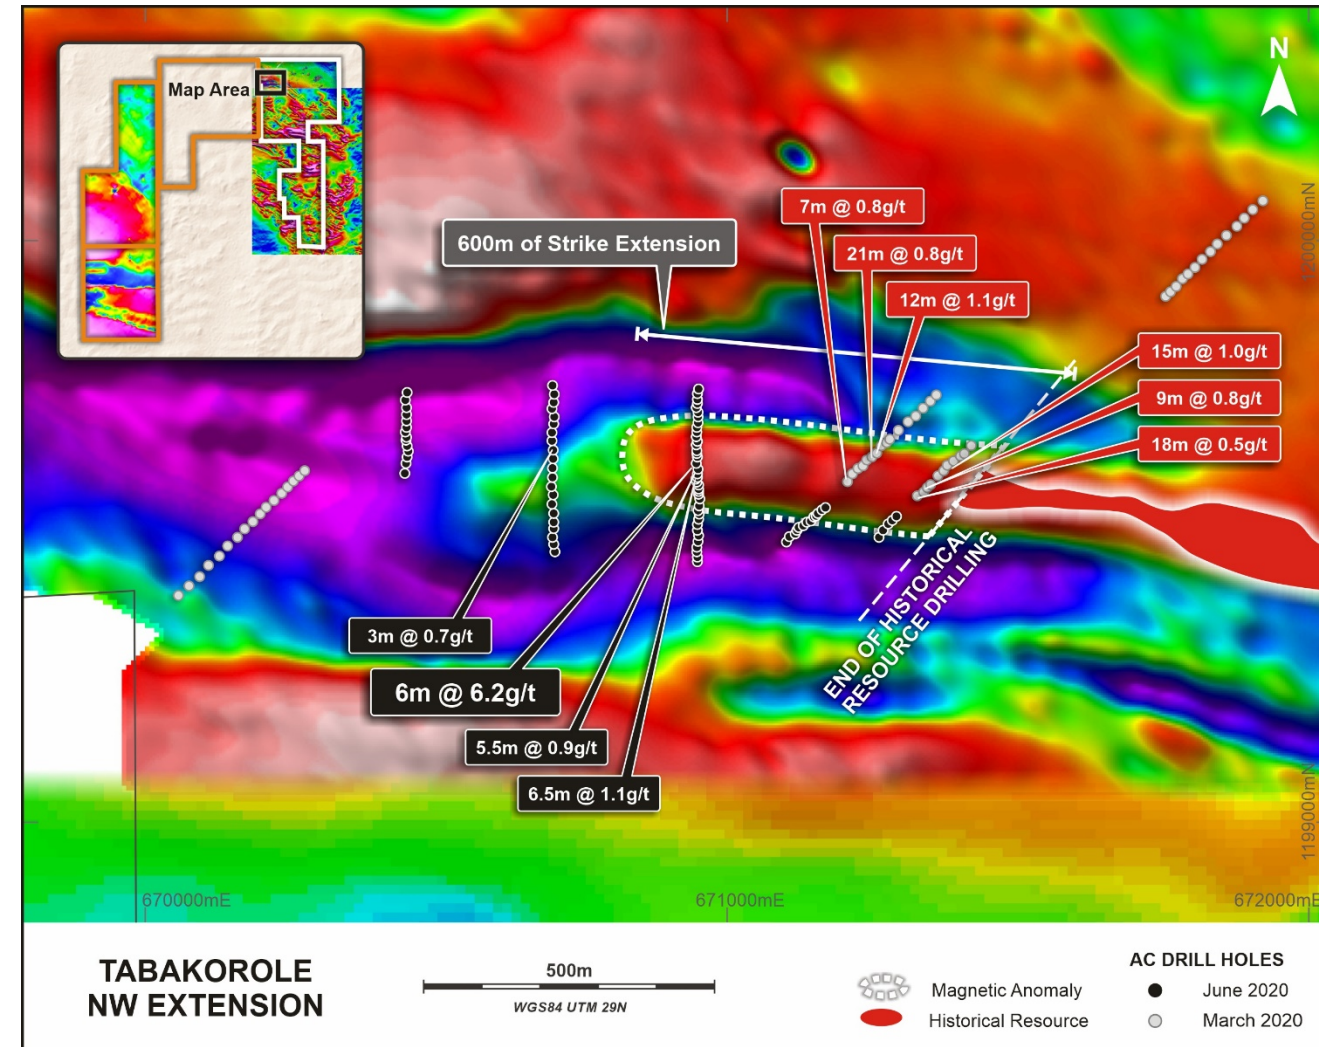 Map Area
N
7m @ 0.8g/t
600m of Strike Extension
21m @ 0.8g/t
12m @ 1.1g/t
1200000mN
15m @ 1.0g/t
9m @ 0.8g/t
18m @ 0.5g/t
END OF HISTORICAL
RESOURCE DRILLING
3m @ 0.7g/t
6m @ 6.2g/t
5.5m @ 0.9g/t
6.5m @ 1.1g/t
1199000mN
670000mE
671000mE
672000mE
TABAKOROLE
NW EXTENSION
500m
WGS84 UTM 29N
Magnetic Anomaly
Historical Resource
AC DRILL HOLES
June 2020
March 2020